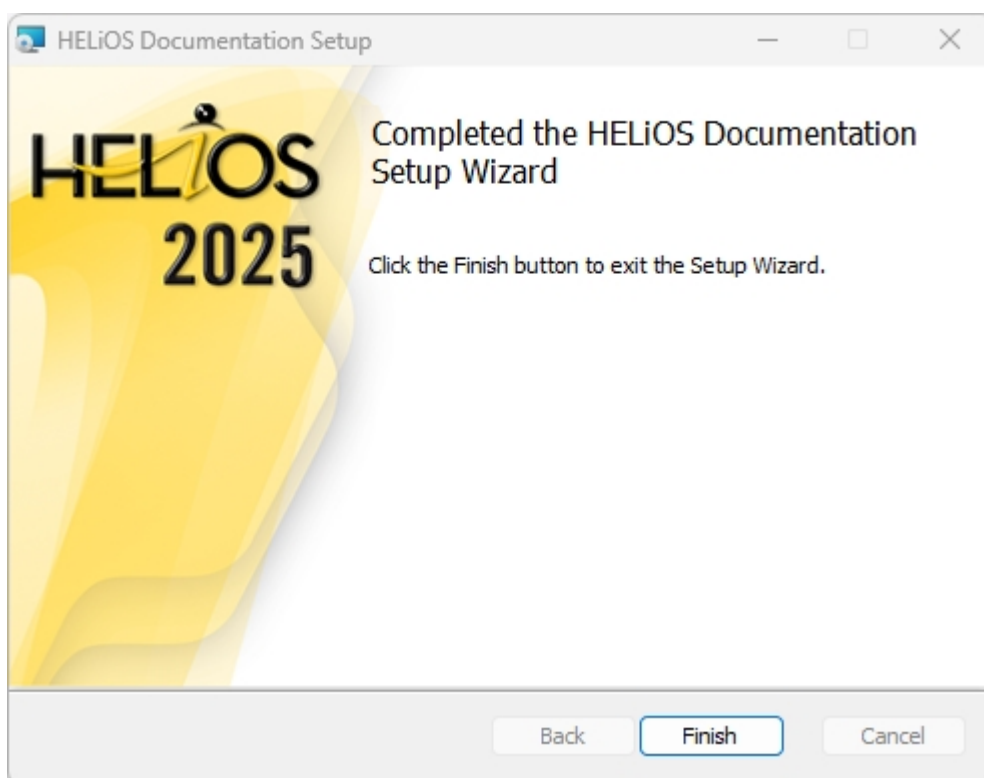 HELiOS Documentation Setup
HELiOS
2025
Completed the HELiOS Documentation
Setup Wizard
Click the Finish button to exit the Setup Wizard.
Back
Finish
Cancel